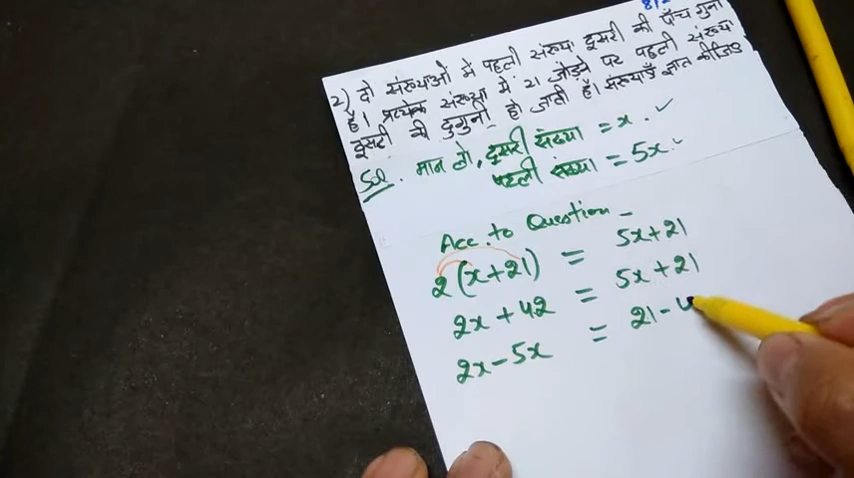 2) दो संख्याओं में पहली संख्या दूसरी की पाँच गुना
है। प्रत्येक संख्या में 21 जोड़ने पर पहली संख्या
दूसरी की दुगुनी हो जाती है। संख्याएँ ज्ञात कीजिए
Sol. मान लो, दूसरी संख्या = x. ✓
पहली संख्या = 5x. ✓
Acc. to Question -
2(x+21) = 5x+21
2x+42 = 5x+21
2x-5x = 21-4